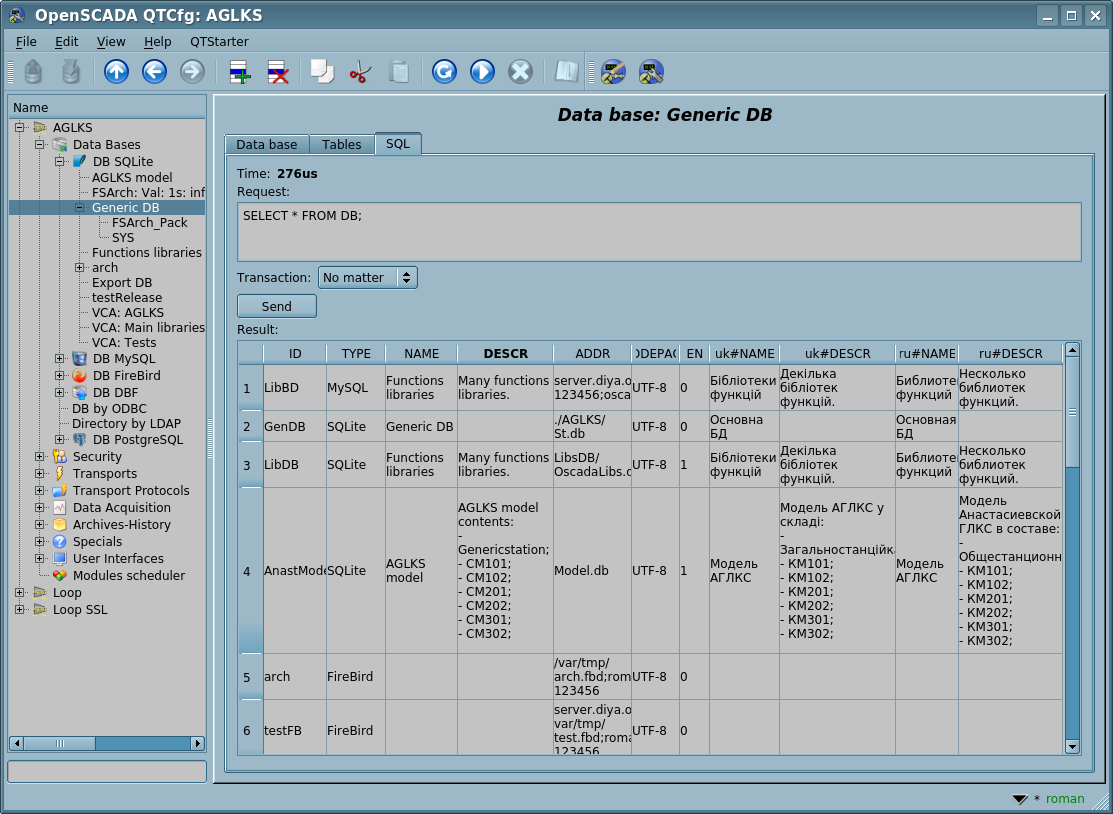 OpenSCADA QTCfg: AGLKS
File Edit View Help QTStarter
Name
AGLKS
Data Bases
DB SQLite
AGLKS model
FSArch: Val: 1s: inf
Generic DB
FSArch_Pack
SYS
Functions libraries
arch
Export DB
testRelease
VCA: AGLKS
VCA: Main libraries
VCA: Tests
DB MySQL
DB FireBird
DB DBF
DB by ODBC
Directory by LDAP
DB PostgreSQL
Security
Transports
Transport Protocols
Data Acquisition
Archives-History
Specials
User Interfaces
Modules scheduler
Loop
Loop SSL
Data base: Generic DB
Data base Tables SQL
Time: 276us
Request:
SELECT * FROM DB;
Transaction: No matter
Send
Result:
ID TYPE NAME DESCR ADDR ODEPAG EN uk#NAME uk#DESCR ru#NAME ru#DESCR
1 LibBD MySQL
Functions
libraries
Many functions
libraries.
server.diya.o
123456;osca
UTF-8 0
Бібліотеки
функцій
Декілька
бібліотек
функцій.
Библиоте
функций
Несколько
библиотек
функций.
2 GenDB SQLite Generic DB
./AGLKS/
St.db
UTF-8 0
Основна
БД
Основная
БД
3 LibDB SQLite
Functions
libraries
Many functions
libraries.
LibsDB/
OscadaLibs.d
UTF-8 1
Бібліотеки
функцій
Декілька
бібліотек
функцій.
Библиоте
функций
Несколько
библиотек
функций.
4 AnastMode SQLite
AGLKS
model
AGLKS model
contents:
-
Genericstation;
- CM101;
- CM102;
- CM201;
- CM202;
- CM301;
- CM302;
Model.db UTF-8 1
Модель
АГЛКС
Модель АГЛКС у
складі:
-
Загальностанційка
- КМ101;
- КМ102;
- КМ201;
- КМ202;
- КМ301;
- КМ302;
Модель
АГЛКС
Модель
Анастасиевской
ГЛКС в составе:
-
Общестанционн
- КМ101;
- КМ102;
- КМ201;
- КМ202;
- КМ301;
- КМ302;
5 arch FireBird
/var/tmp/
arch.fbd;rom
123456
UTF-8 0
6 testFB FireBird
server.diya.o
var/tmp/
test.fbd;roma
123456
UTF-8 0
* roman